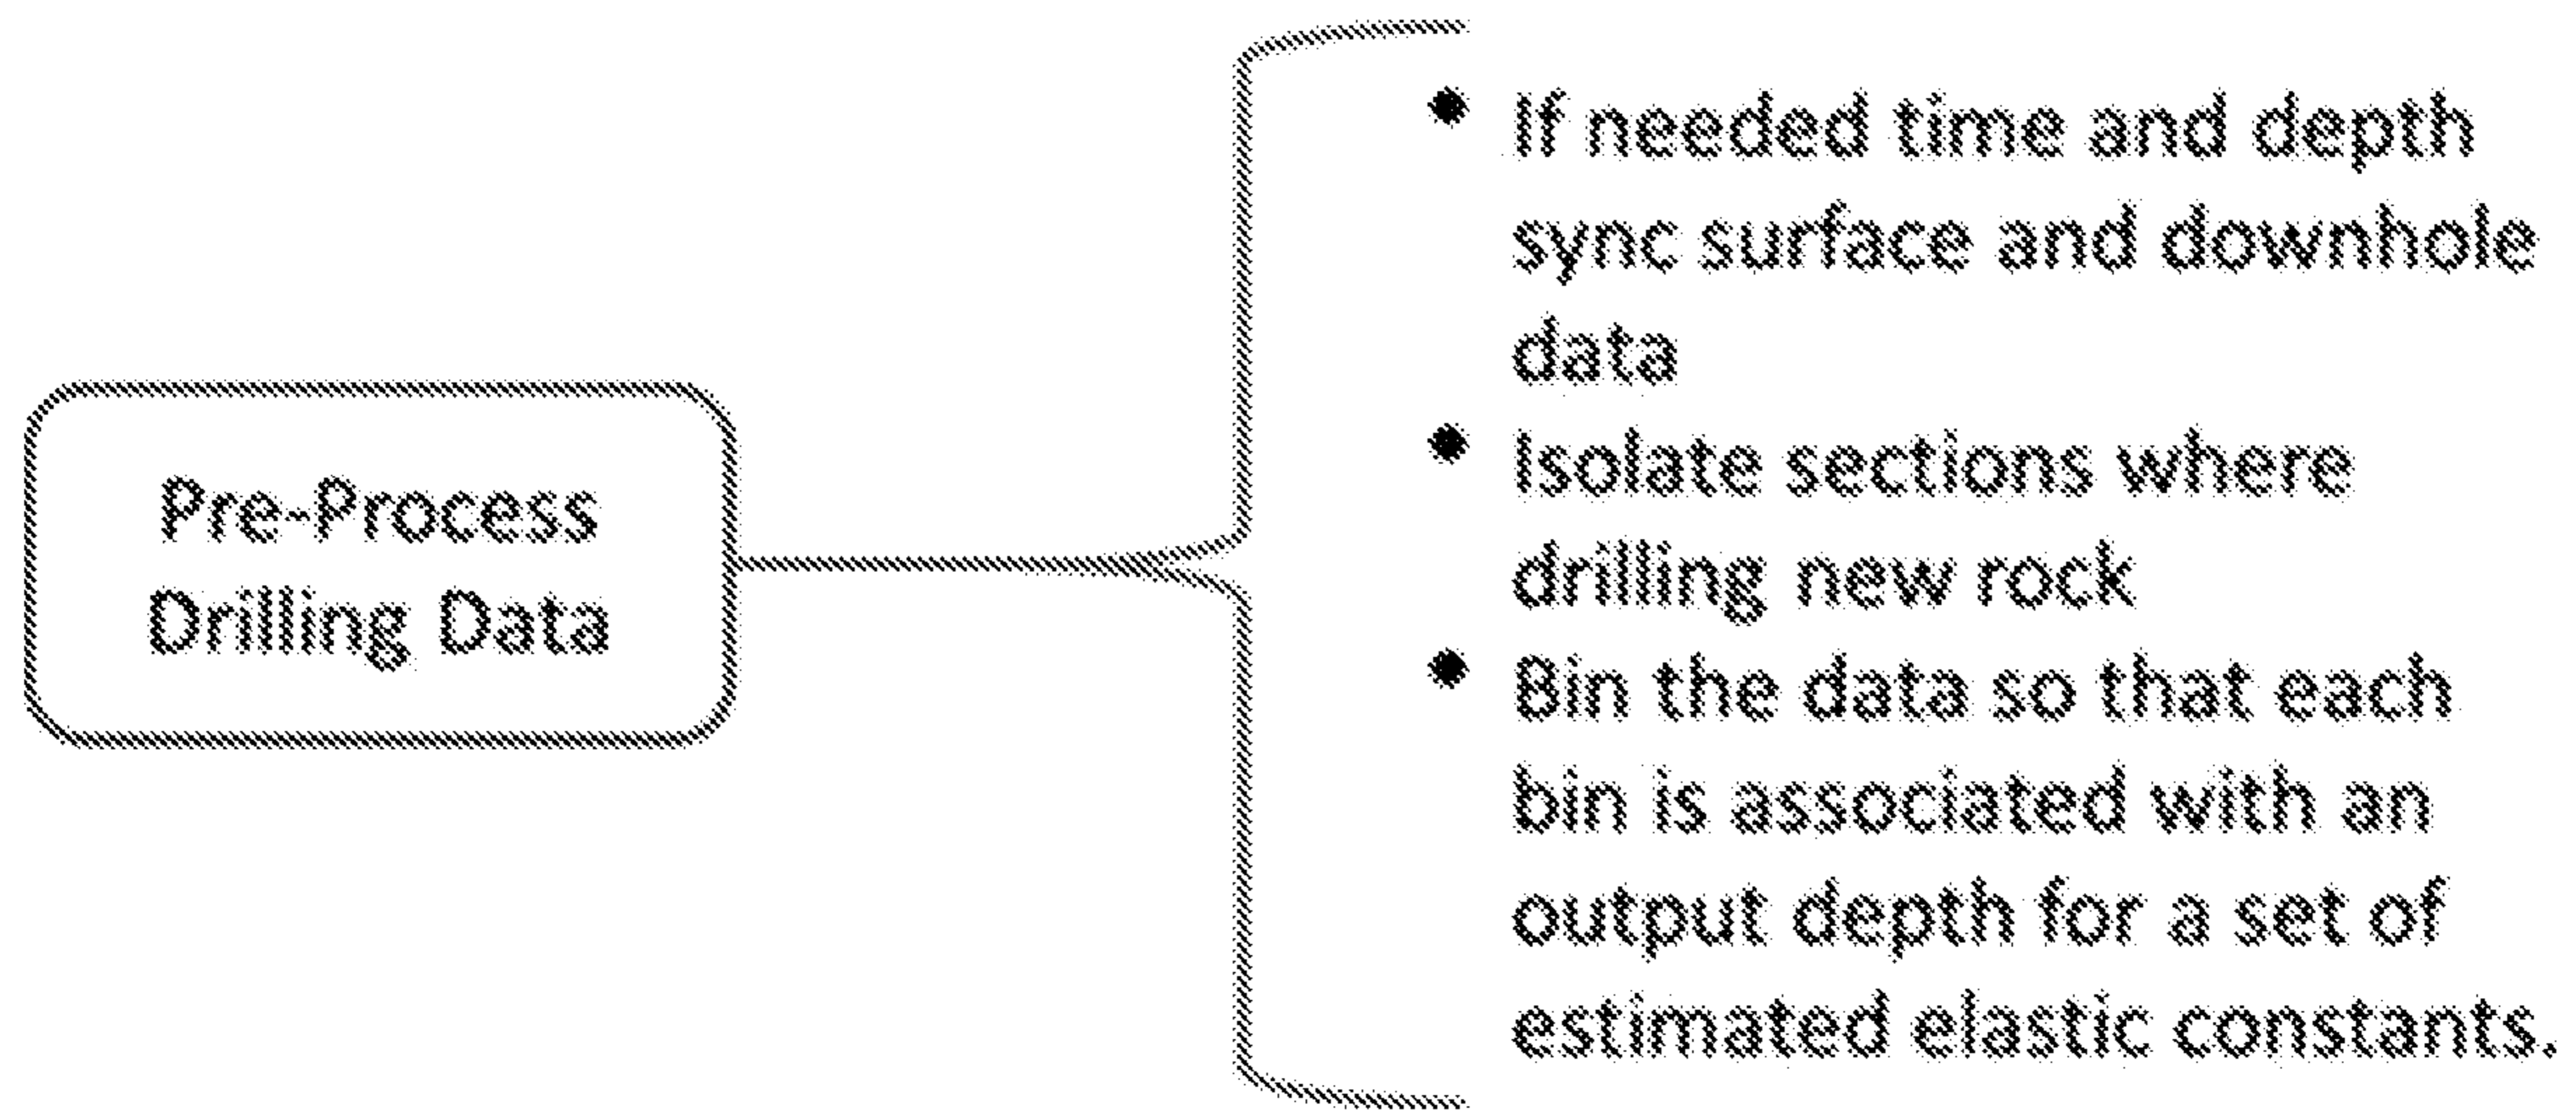 Pre-Process
Drilling Data
• If needed time and depth
sync surface and downhole
data
• Isolate sections where
drilling new rock
• Bin the data so that each
bin is associated with an
output depth for a set of
estimated elastic constants.